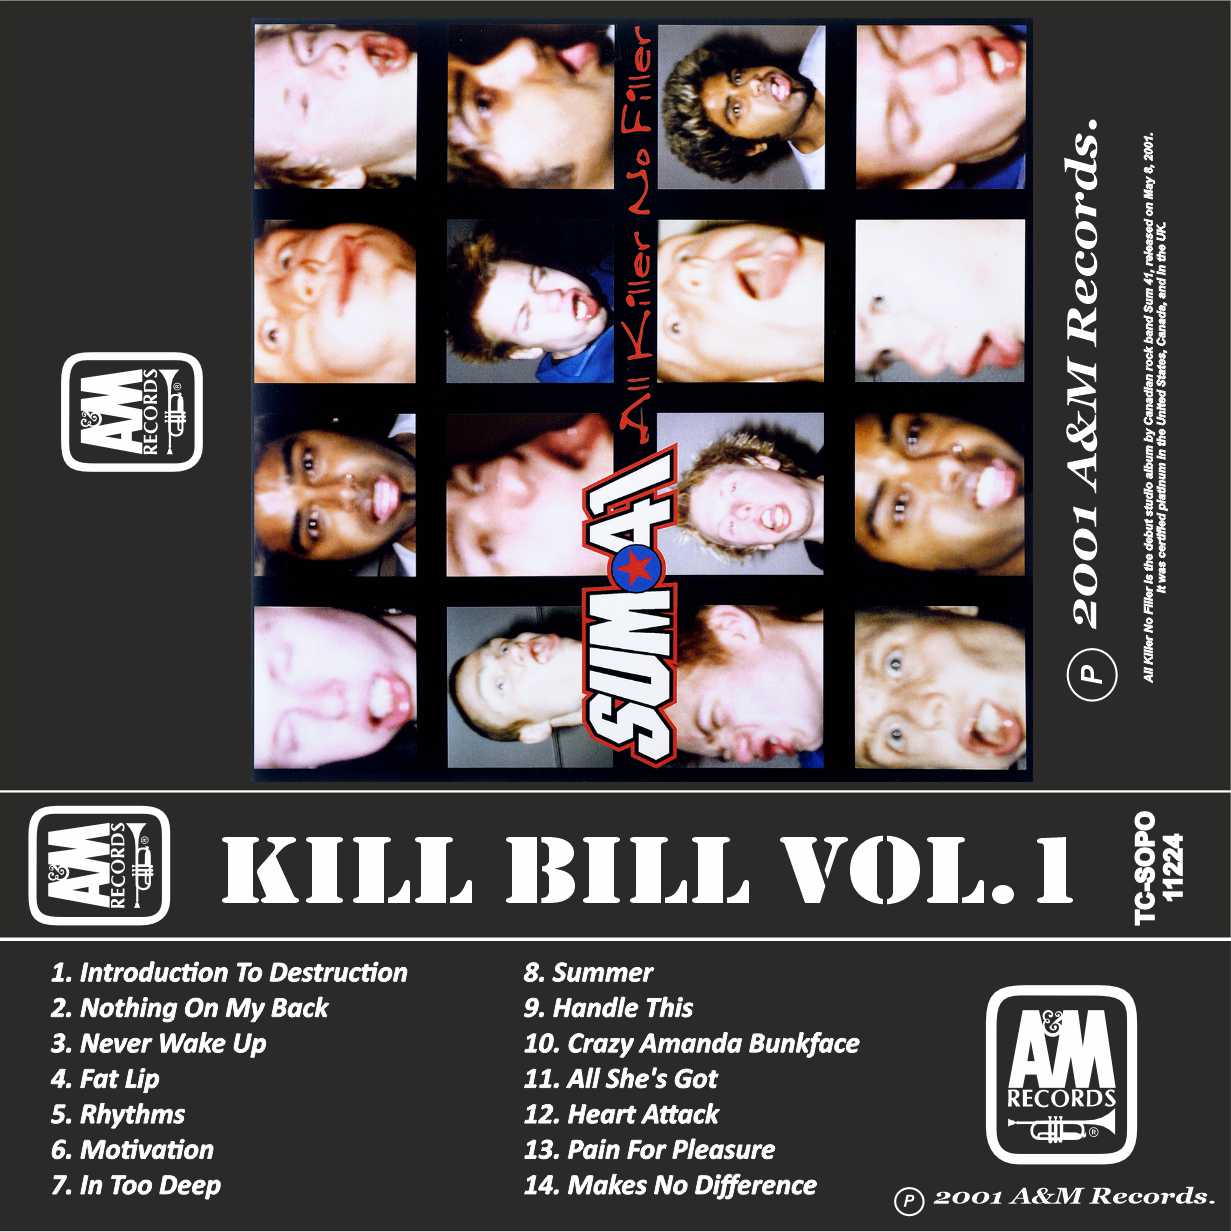 All Killer No Filler
SUM 41
A&M
RECORDS
®
℗ 2001 A&M Records.
All Killer No Filler is the debut studio album by Canadian rock band Sum 41, released on May 8, 2001.
It was certified platinum in the United States, Canada, and in the UK.
A&M
RECORDS
®
KILL BILL VOL. 1
TC-SOPO
11224
1. Introduction To Destruction
2. Nothing On My Back
3. Never Wake Up
4. Fat Lip
5. Rhythms
6. Motivation
7. In Too Deep
8. Summer
9. Handle This
10. Crazy Amanda Bunkface
11. All She's Got
12. Heart Attack
13. Pain For Pleasure
14. Makes No Difference
A&M
RECORDS
®
℗ 2001 A&M Records.